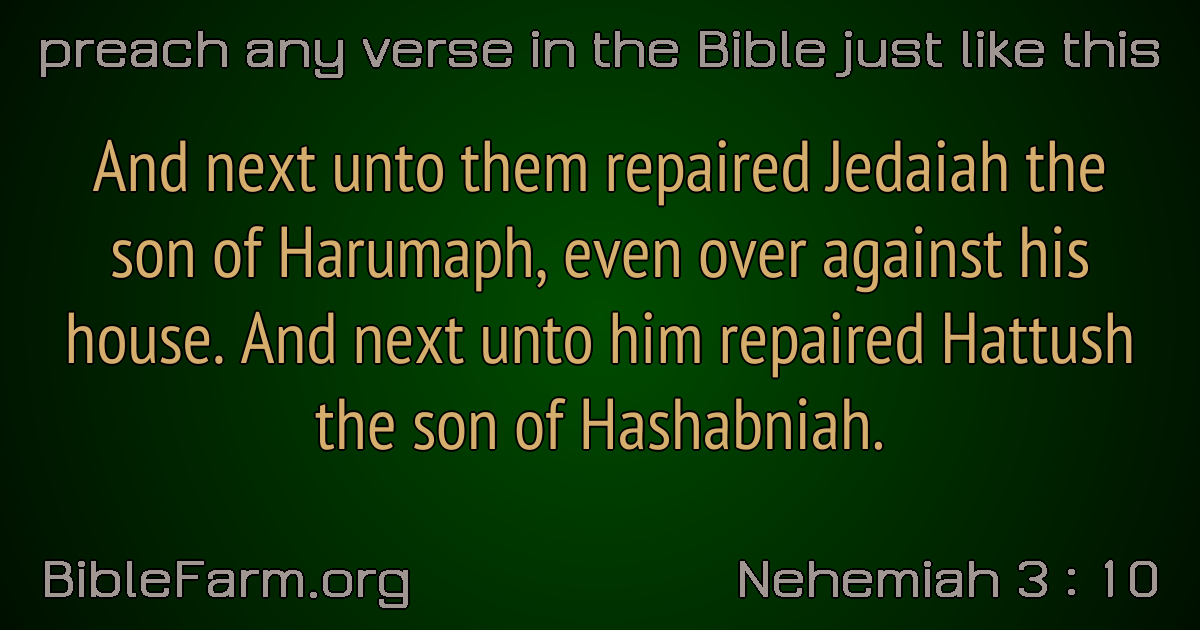 preach any verse in the Bible just like this
And next unto them repaired Jedaiah the
son of Harumaph, even over against his
house. And next unto him repaired Hattush
the son of Hashabniah.
BibleFarm.org
Nehemiah 3 : 10